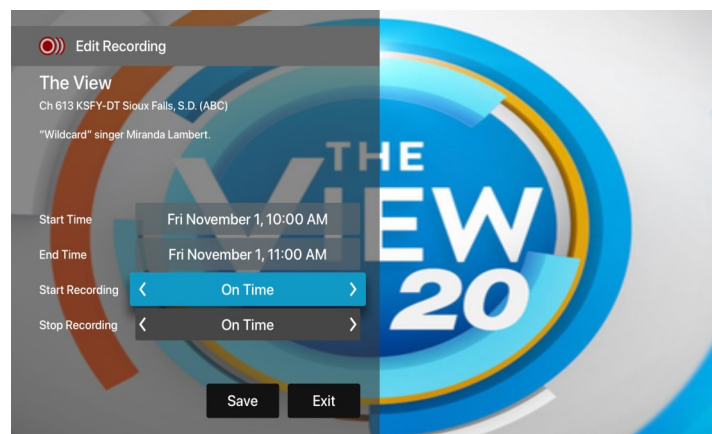 Edit Recording
The View
Ch 613 KSFY-DT Sioux Falls, S.D. (ABC)
"Wildcard" singer Miranda Lambert.
Start Time Fri November 1, 10:00 AM
End Time Fri November 1, 11:00 AM
Start Recording On Time
Stop Recording On Time
Save Exit
THE
VIEW
20